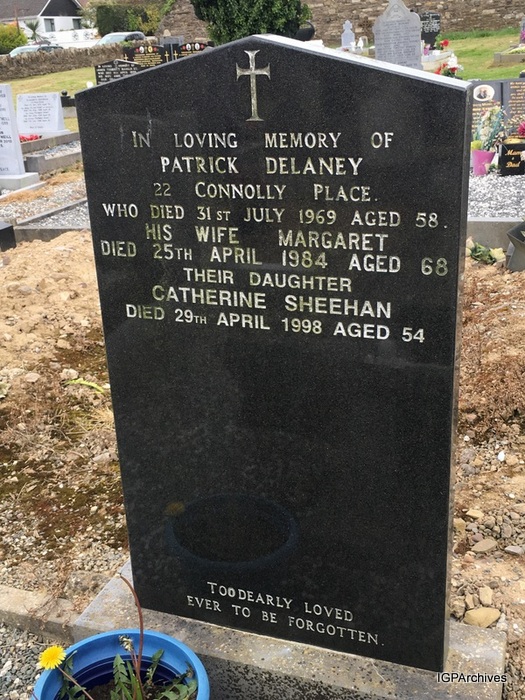 IN LOVING MEMORY OF
PATRICK DELANEY
22 CONNOLLY PLACE.
WHO DIED 31ST JULY 1969 AGED 58.
HIS WIFE MARGARET
DIED 25TH APRIL 1984 AGED 68
THEIR DAUGHTER
CATHERINE SHEEHAN
DIED 29TH APRIL 1998 AGED 54
TOO DEARLY LOVED
EVER TO BE FORGOTTEN.
IGPArchives